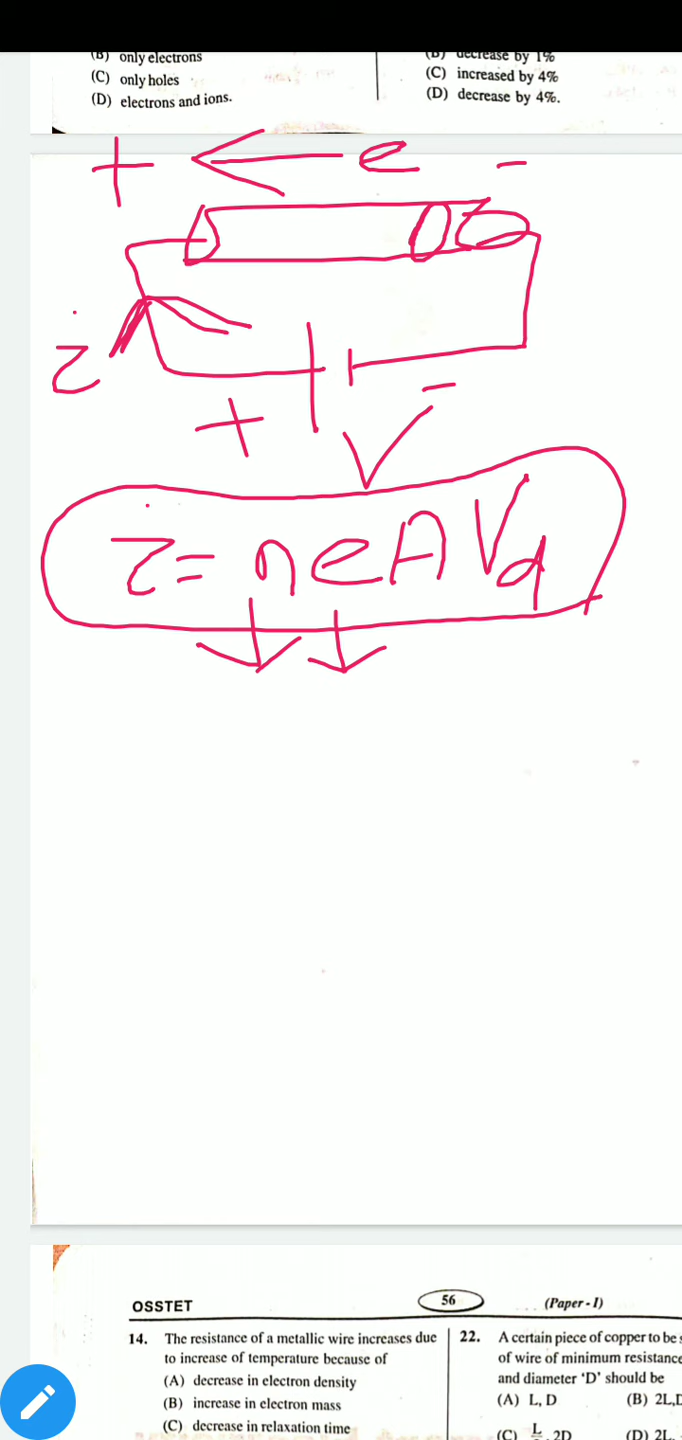 (B) only electrons
(C) only holes
(D) electrons and ions.
(B) decrease by 1%
(C) increased by 4%
(D) decrease by 4%.
+ e -
i
+ -
V
i = neAVd
OSSTET 56 (Paper - I)
14. The resistance of a metallic wire increases due
to increase of temperature because of
(A) decrease in electron density
(B) increase in electron mass
(C) decrease in relaxation time
22. A certain piece of copper to be
of wire of minimum resistance
and diameter 'D' should be
(A) L, D (B) 2L,
(C) L , 2D (D) 2L